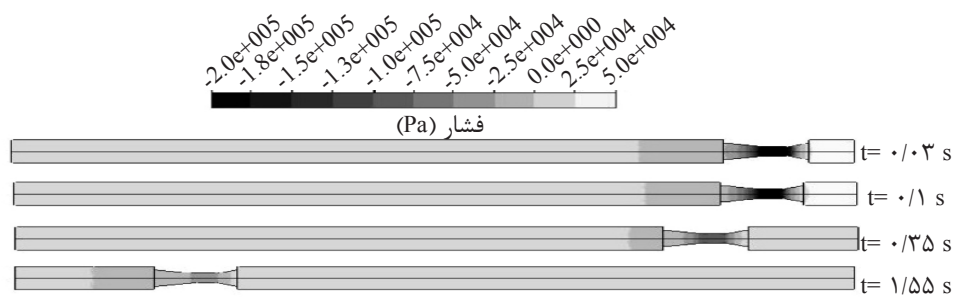 -2.0e+005 -1.8e+005 -1.5e+005 -1.3e+005 -1.0e+005 -7.5e+004 -5.0e+004 -2.5e+004 0.0e+000 2.5e+004 5.0e+004
فشار (Pa)
t= ۰/۰۳ s
t= ۰/۱ s
t= ۰/۳۵ s
t= ۱/۵۵ s